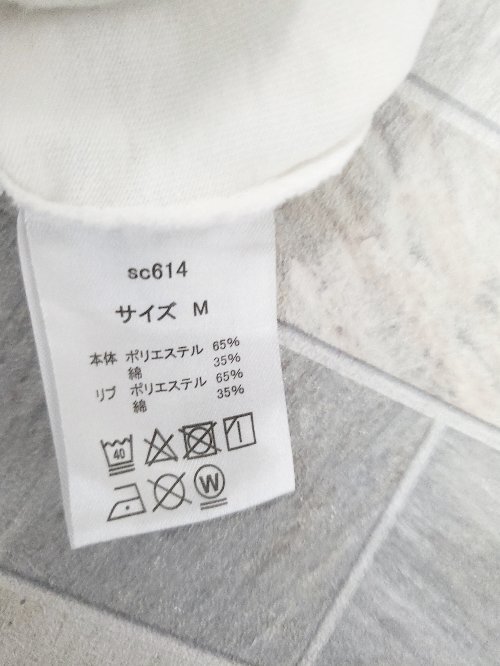 sc614
サイズ M
本体 ポリエステル 65%
綿 35%
リブ ポリエステル 65%
綿 35%
40
W